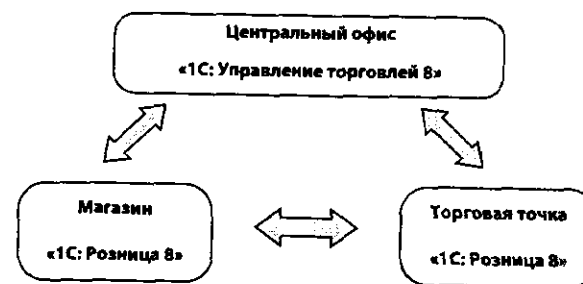 Центральный офис
«1С: Управление торговлей 8»
Магазин
«1С: Розница 8»
Торговая точка
«1С: Розница 8»